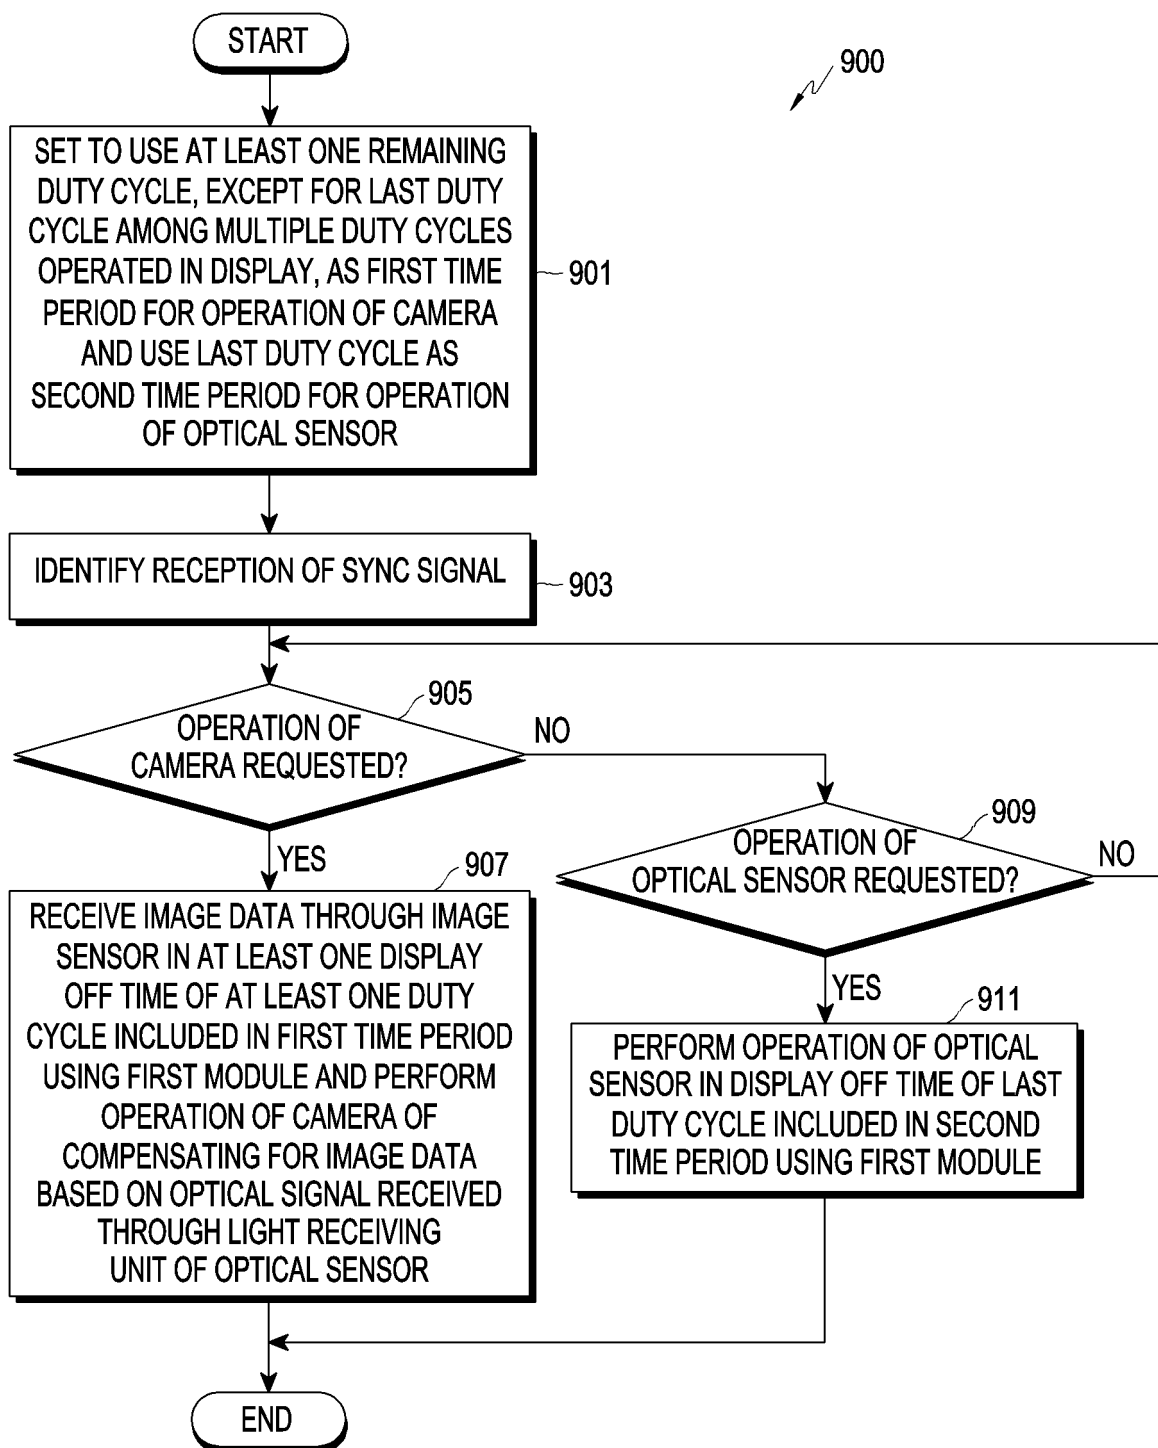 START
900
SET TO USE AT LEAST ONE REMAINING
DUTY CYCLE, EXCEPT FOR LAST DUTY
CYCLE AMONG MULTIPLE DUTY CYCLES
OPERATED IN DISPLAY, AS FIRST TIME
PERIOD FOR OPERATION OF CAMERA
AND USE LAST DUTY CYCLE AS
SECOND TIME PERIOD FOR OPERATION
OF OPTICAL SENSOR
901
IDENTIFY RECEPTION OF SYNC SIGNAL
903
905
OPERATION OF
CAMERA REQUESTED?
NO
YES
909
OPERATION OF
OPTICAL SENSOR REQUESTED?
NO
YES
907
RECEIVE IMAGE DATA THROUGH IMAGE
SENSOR IN AT LEAST ONE DISPLAY
OFF TIME OF AT LEAST ONE DUTY
CYCLE INCLUDED IN FIRST TIME PERIOD
USING FIRST MODULE AND PERFORM
OPERATION OF CAMERA OF
COMPENSATING FOR IMAGE DATA
BASED ON OPTICAL SIGNAL RECEIVED
THROUGH LIGHT RECEIVING
UNIT OF OPTICAL SENSOR
911
PERFORM OPERATION OF OPTICAL
SENSOR IN DISPLAY OFF TIME OF LAST
DUTY CYCLE INCLUDED IN SECOND
TIME PERIOD USING FIRST MODULE
END